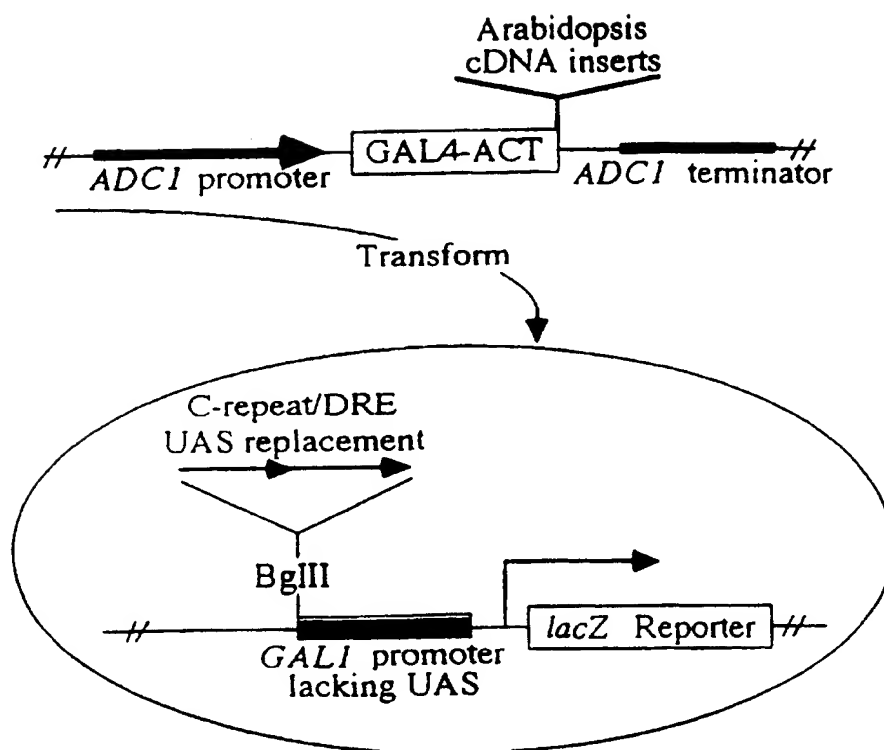 Arabidopsis
cDNA inserts
GAL4-ACT
ADC1 promoter
ADC1 terminator
Transform
C-repeat/DRE
UAS replacement
BglII
lacZ Reporter
GAL1 promoter
lacking UAS